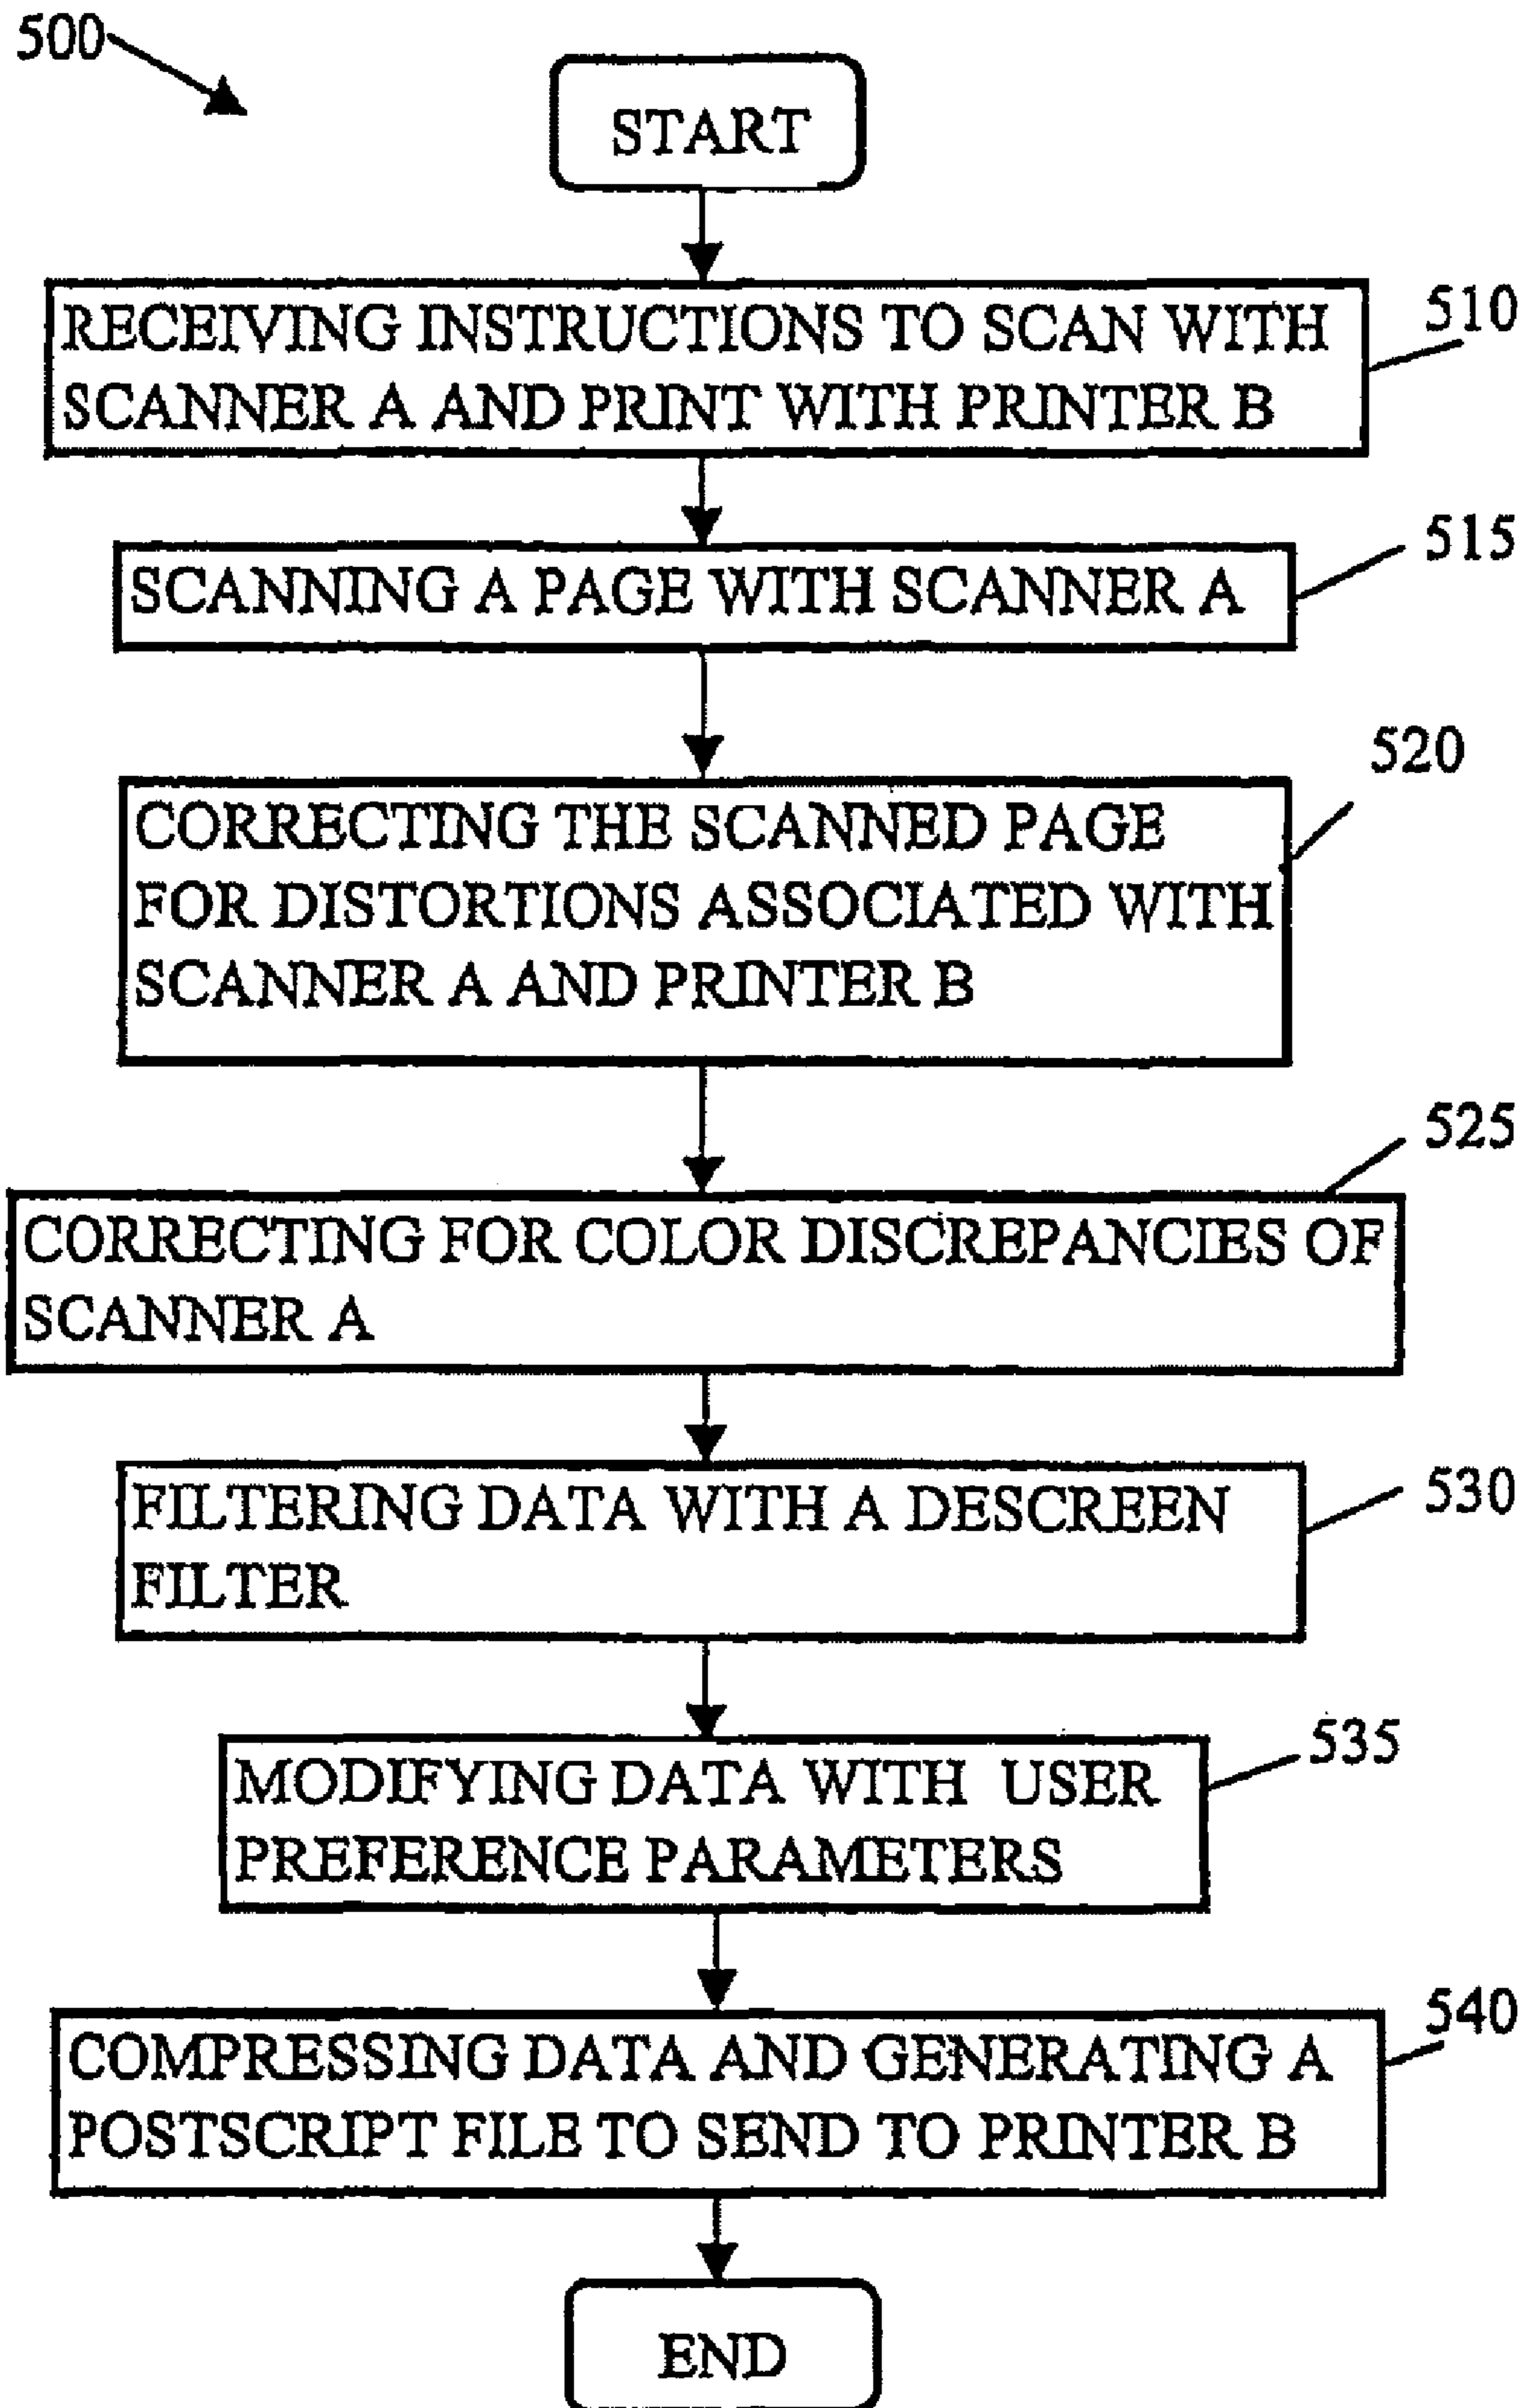 500
START
RECEIVING INSTRUCTIONS TO SCAN WITH
SCANNER A AND PRINT WITH PRINTER B
510
SCANNING A PAGE WITH SCANNER A
515
CORRECTING THE SCANNED PAGE
FOR DISTORTIONS ASSOCIATED WITH
SCANNER A AND PRINTER B
520
CORRECTING FOR COLOR DISCREPANCIES OF
SCANNER A
525
FILTERING DATA WITH A DESCREEN
FILTER
530
MODIFYING DATA WITH USER
PREFERENCE PARAMETERS
535
COMPRESSING DATA AND GENERATING A
POSTSCRIPT FILE TO SEND TO PRINTER B
540
END